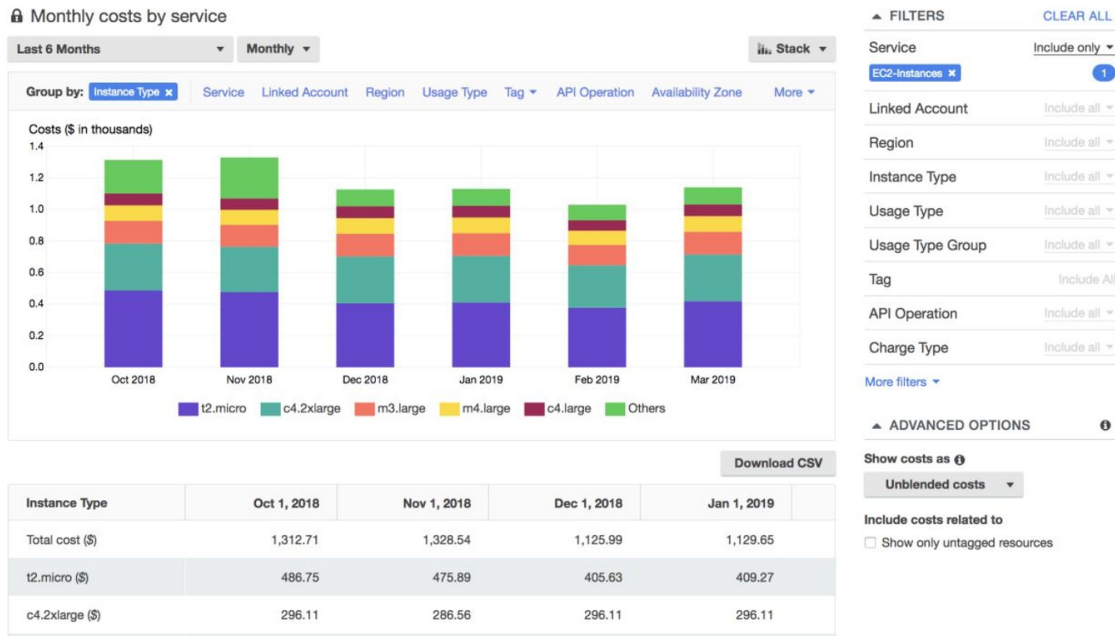 Monthly costs by service
Last 6 Months
Monthly
Stack
Group by: Instance Type × Service Linked Account Region Usage Type Tag API Operation Availability Zone More
Costs ($ in thousands)
1.4
1.2
1.0
0.8
0.6
0.4
0.2
0.0
Oct 2018 Nov 2018 Dec 2018 Jan 2019 Feb 2019 Mar 2019
t2.micro c4.2xlarge m3.large m4.large c4.large Others
Download CSV
Instance Type Oct 1, 2018 Nov 1, 2018 Dec 1, 2018 Jan 1, 2019
Total cost ($) 1,312.71 1,328.54 1,125.99 1,129.65
t2.micro ($) 486.75 475.89 405.63 409.27
c4.2xlarge ($) 296.11 286.56 296.11 296.11
FILTERS CLEAR ALL
Service Include only
EC2-Instances × 1
Linked Account Include all
Region Include all
Instance Type Include all
Usage Type Include all
Usage Type Group Include all
Tag Include All
API Operation Include all
Charge Type Include all
More filters
ADVANCED OPTIONS
Show costs as
Unblended costs
Include costs related to
Show only untagged resources